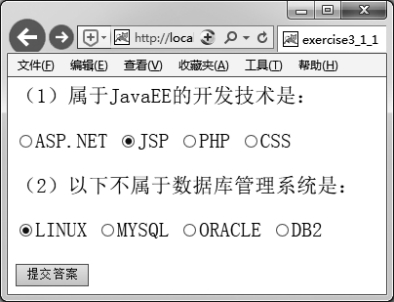 http://loca
exercise3_1_1
文件(F) 编辑(E) 查看(V) 收藏夹(A) 工具(T) 帮助(H)
（1）属于JavaEE的开发技术是：
ASP.NET JSP PHP CSS
（2）以下不属于数据库管理系统是：
LINUX MYSQL ORACLE DB2
提交答案